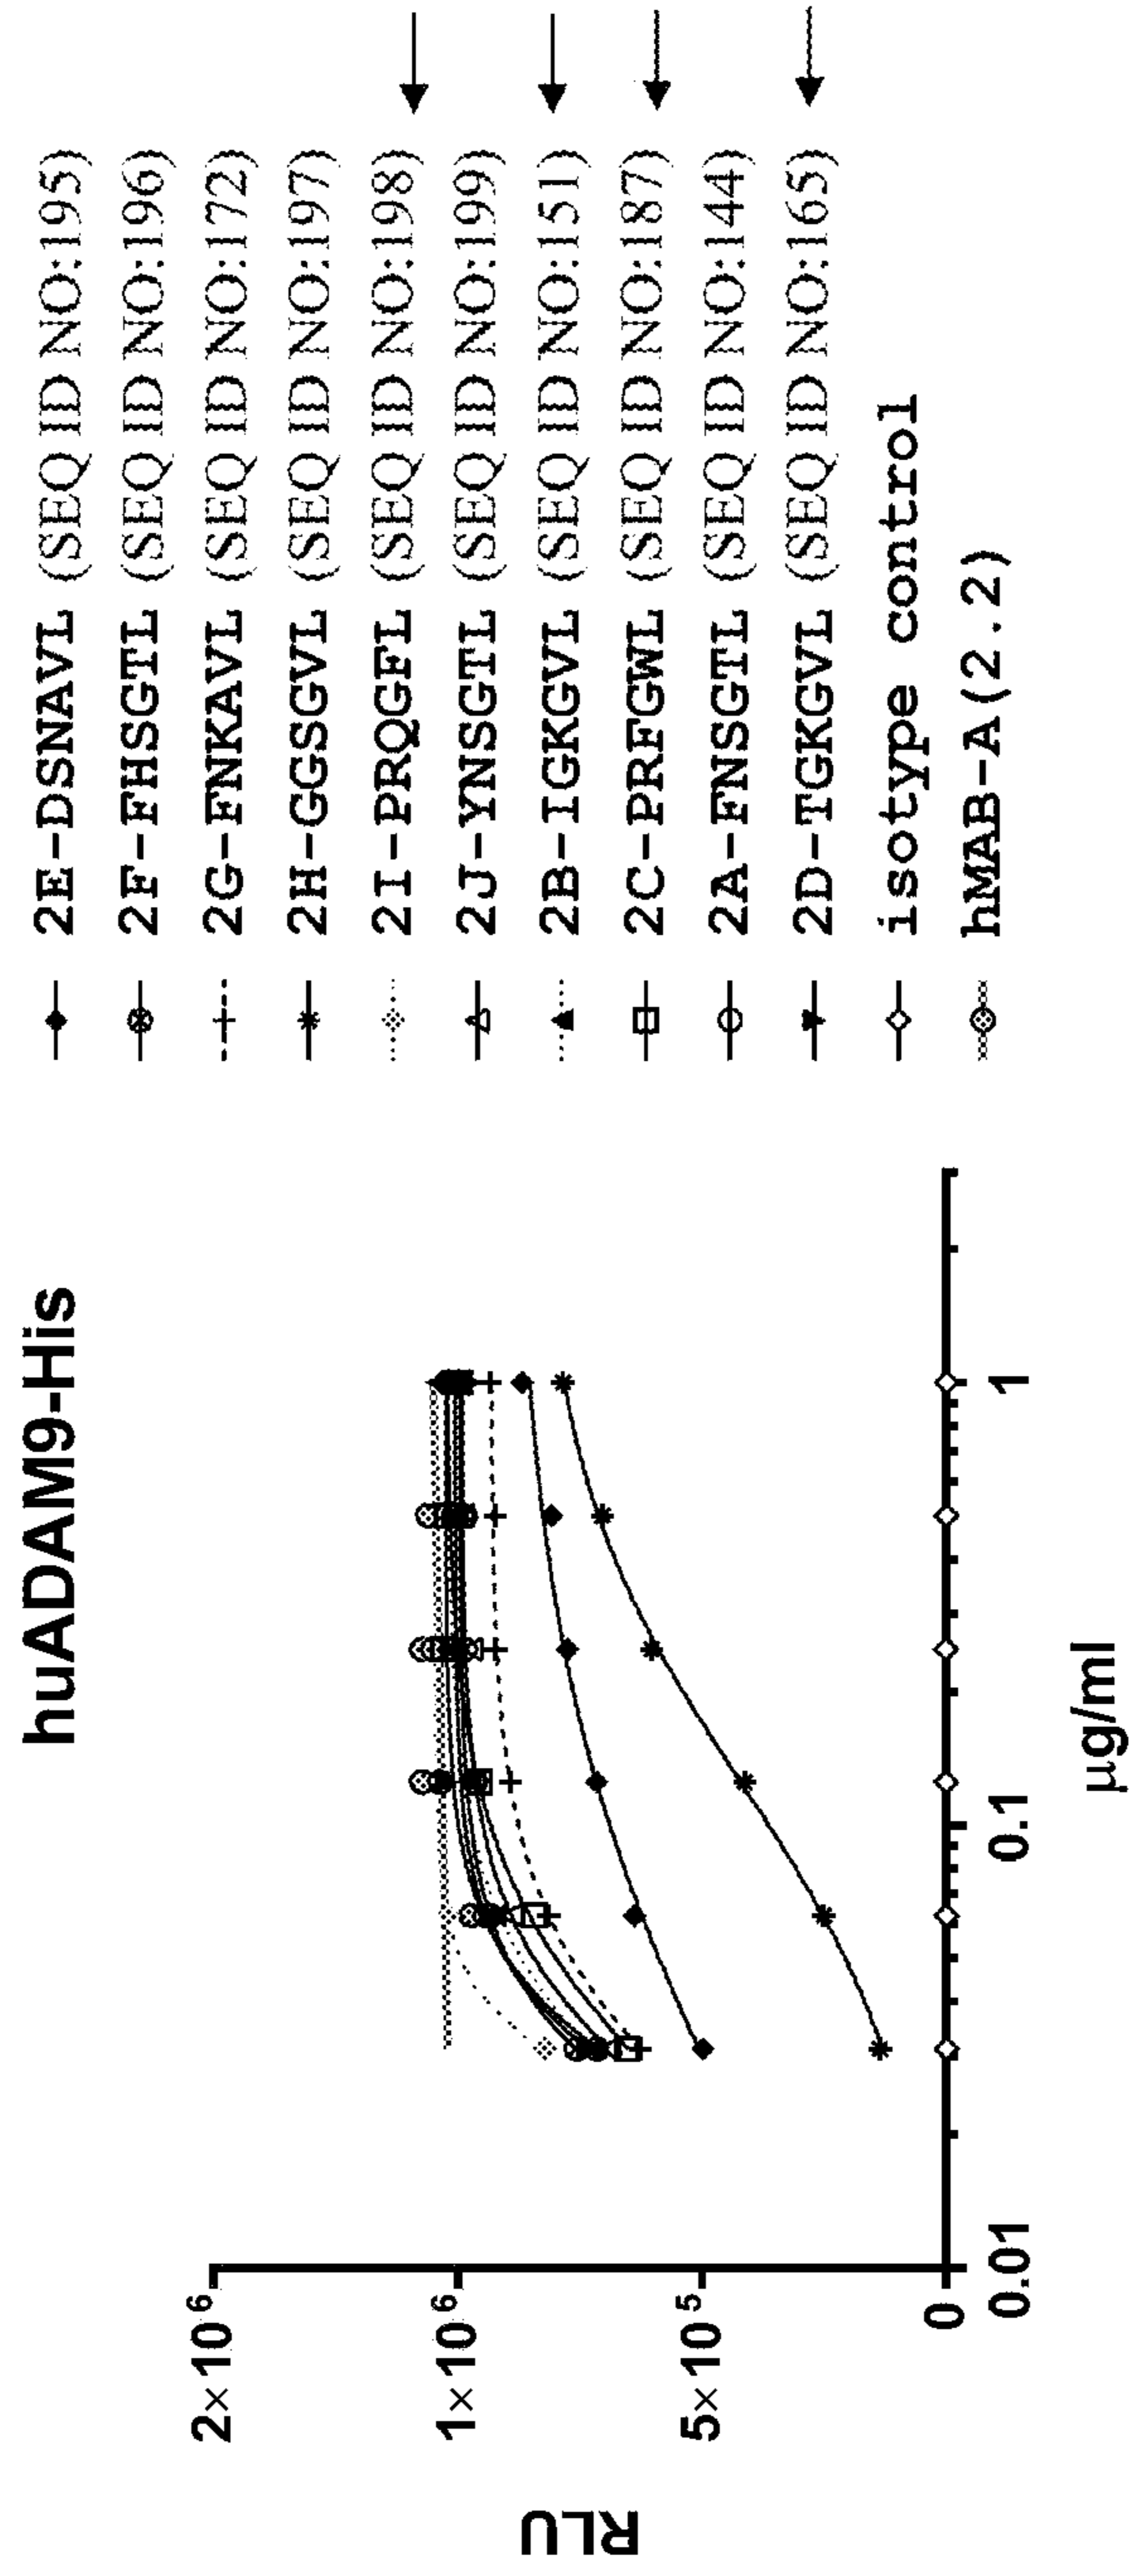 huADAM9-His
2×10⁶
1×10⁶
5×10⁵
0
RLU
0.01
0.1
1
µg/ml
2E-DSNAVL (SEQ ID NO:195)
2F-FHSGTL (SEQ ID NO:196)
2G-FNKAVL (SEQ ID NO:172)
2H-GGSGVL (SEQ ID NO:197)
2I-PRQGFL (SEQ ID NO:198)
2J-YNSGTL (SEQ ID NO:199)
2B-IGKGVL (SEQ ID NO:151)
2C-PRFGWL (SEQ ID NO:187)
2A-FNSGTL (SEQ ID NO:144)
2D-TGKGVL (SEQ ID NO:165)
isotype control
hMAB-A(2.2)